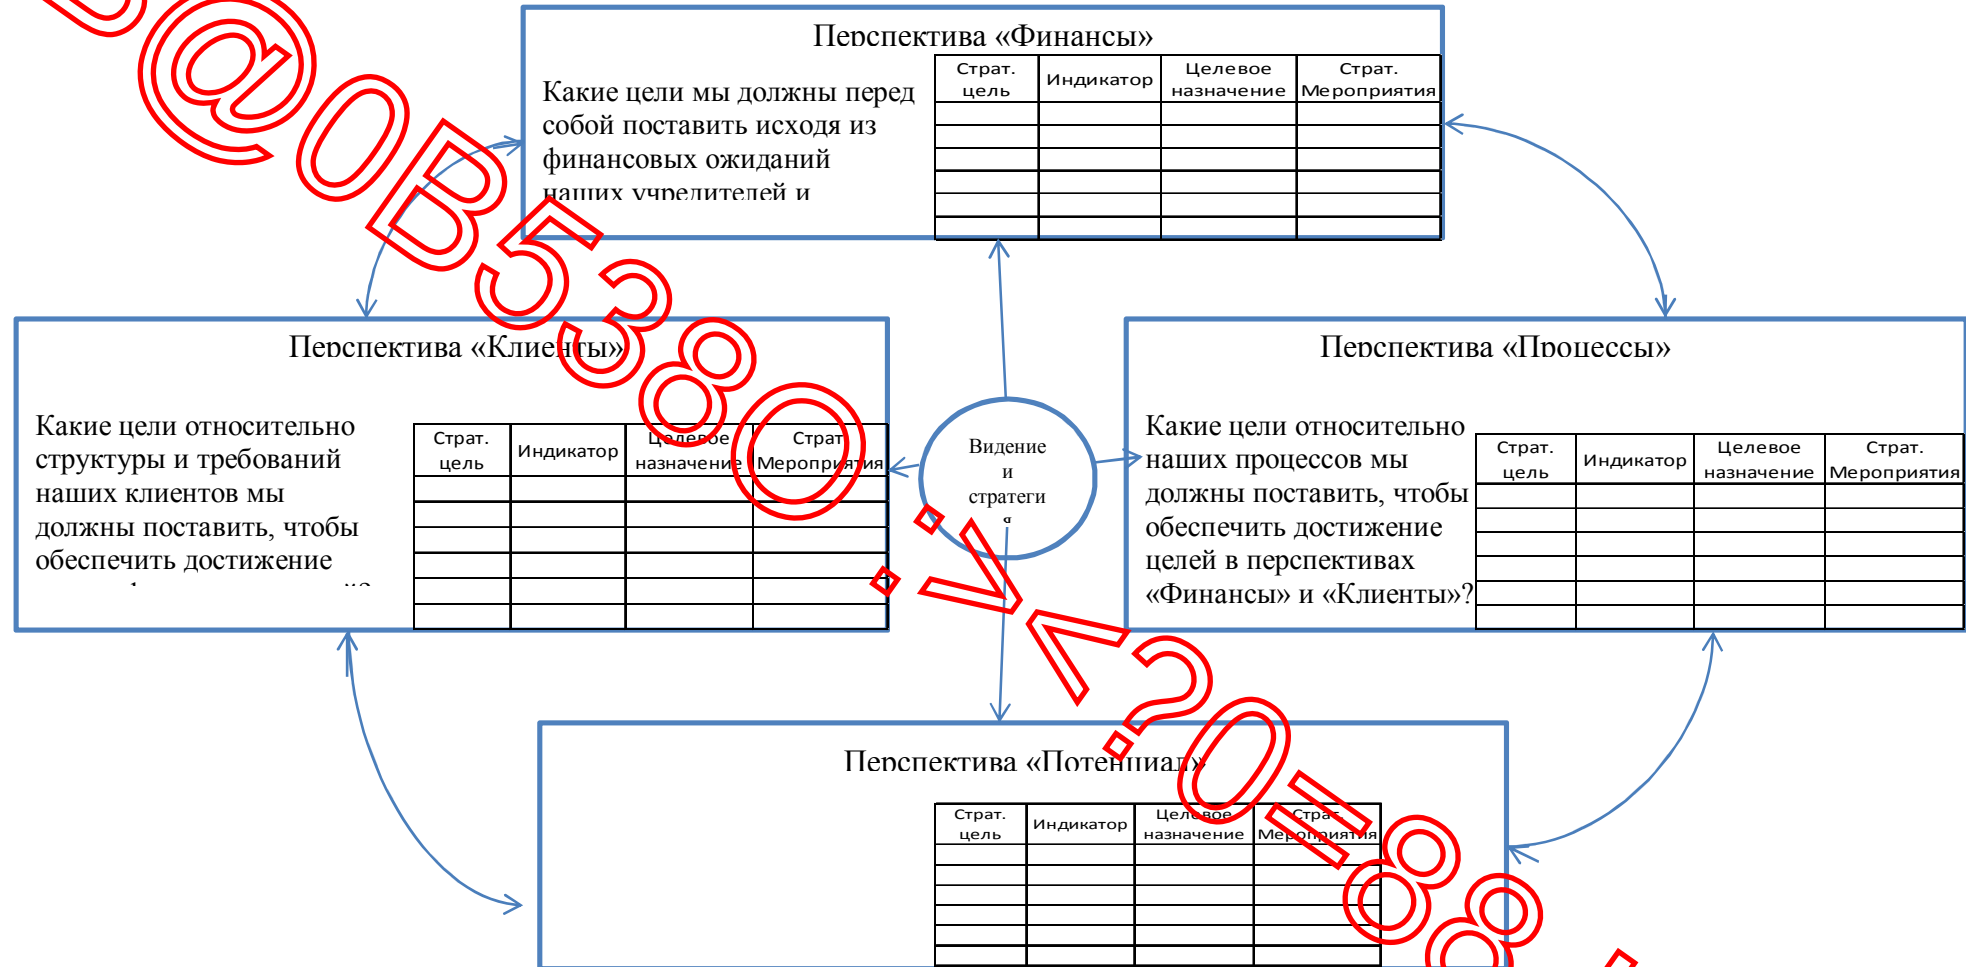 Перспектива «Финансы»
Какие цели мы должны перед
собой поставить исходя из
финансовых ожиданий
наших учредителей и
Страт.
цель
Индикатор
Целевое
назначение
Страт.
Мероприятия
Перспектива «Клиенты»
Какие цели относительно
структуры и требований
наших клиентов мы
должны поставить, чтобы
обеспечить достижение
Страт.
цель
Индикатор
Целевое
назначение
Страт.
Мероприятия
Видение
и
стратеги
я
Перспектива «Процессы»
Какие цели относительно
наших процессов мы
должны поставить, чтобы
обеспечить достижение
целей в перспективах
«Финансы» и «Клиенты»?
Страт.
цель
Индикатор
Целевое
назначение
Страт.
Мероприятия
Перспектива «Потенциал»
Страт.
цель
Индикатор
Целевое
назначение
Страт.
Мероприятия
@0B538O :><?0=88